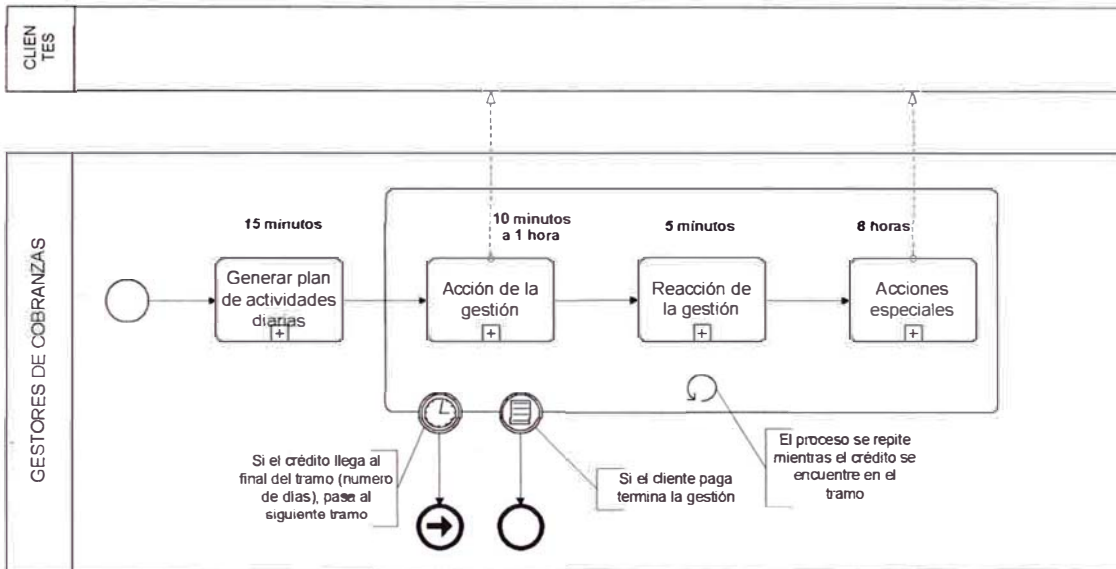 CLIEN
TES
GESTORES DE COBRANZAS
15 minutos
Generar plan
de actividades
diarias
10 minutos
a 1 hora
Acción de la
gestión
5 minutos
Reacción de
la gestión
8 horas
Acciones
especiales
Si el crédito llega al
final del tramo (numero
de días), pasa al
siguiente tramo
Si el cliente paga
termina la gestión
El proceso se repite
mientras el crédito se
encuentre en el
tramo